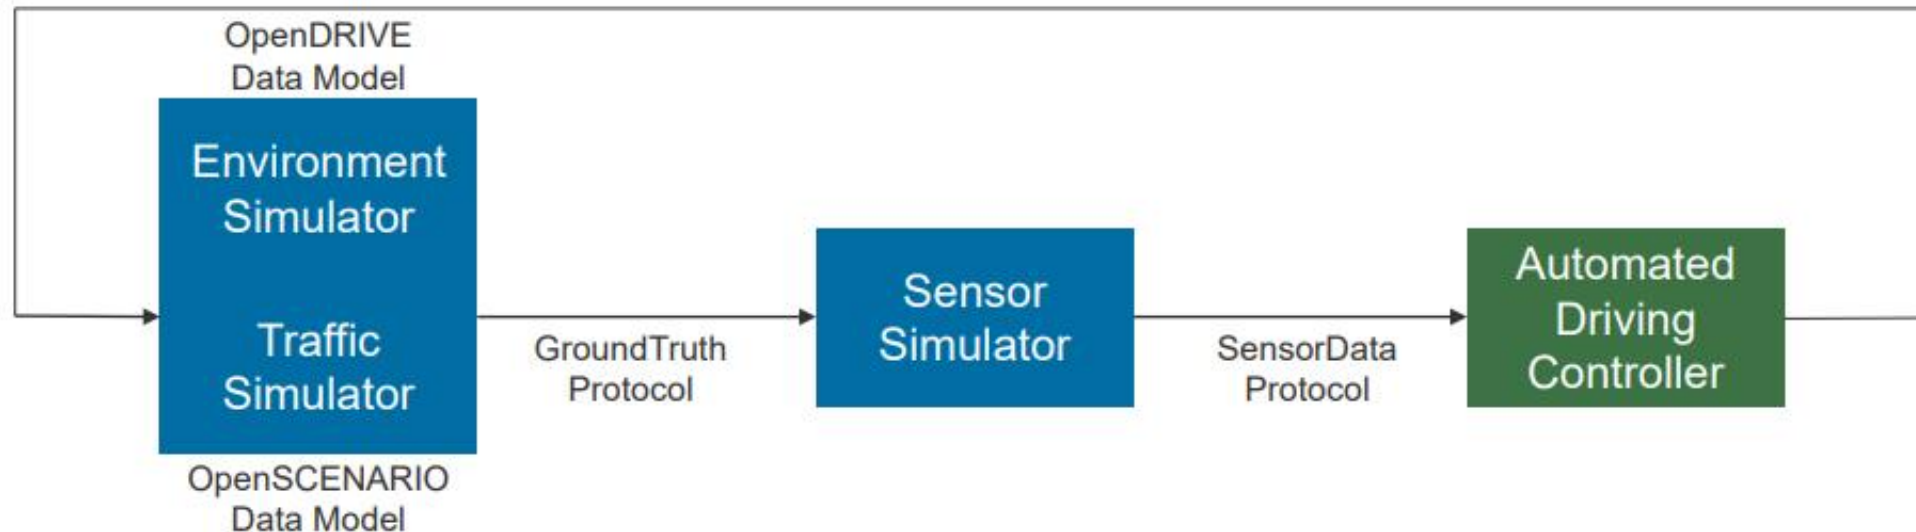 OpenDRIVE
Data Model
Environment
Simulator
Traffic
Simulator
OpenSCENARIO
Data Model
GroundTruth
Protocol
Sensor
Simulator
SensorData
Protocol
Automated
Driving
Controller